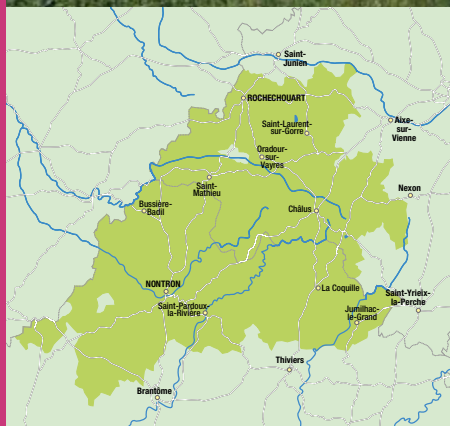 Saint-
Junien
ROCHECHOUART
Saint-Laurent-
sur-Gorre
Aixe-
sur-
Vienne
Oradour-
sur-
Vayres
Saint-
Mathieu
Nexon
Bussière-
Badil
Châlus
NONTRON
La Coquille
Saint-Yrieix-
la-Perche
Saint-Pardoux-
la-Rivière
Jumilhac-
le-Grand
Thiviers
Brantôme